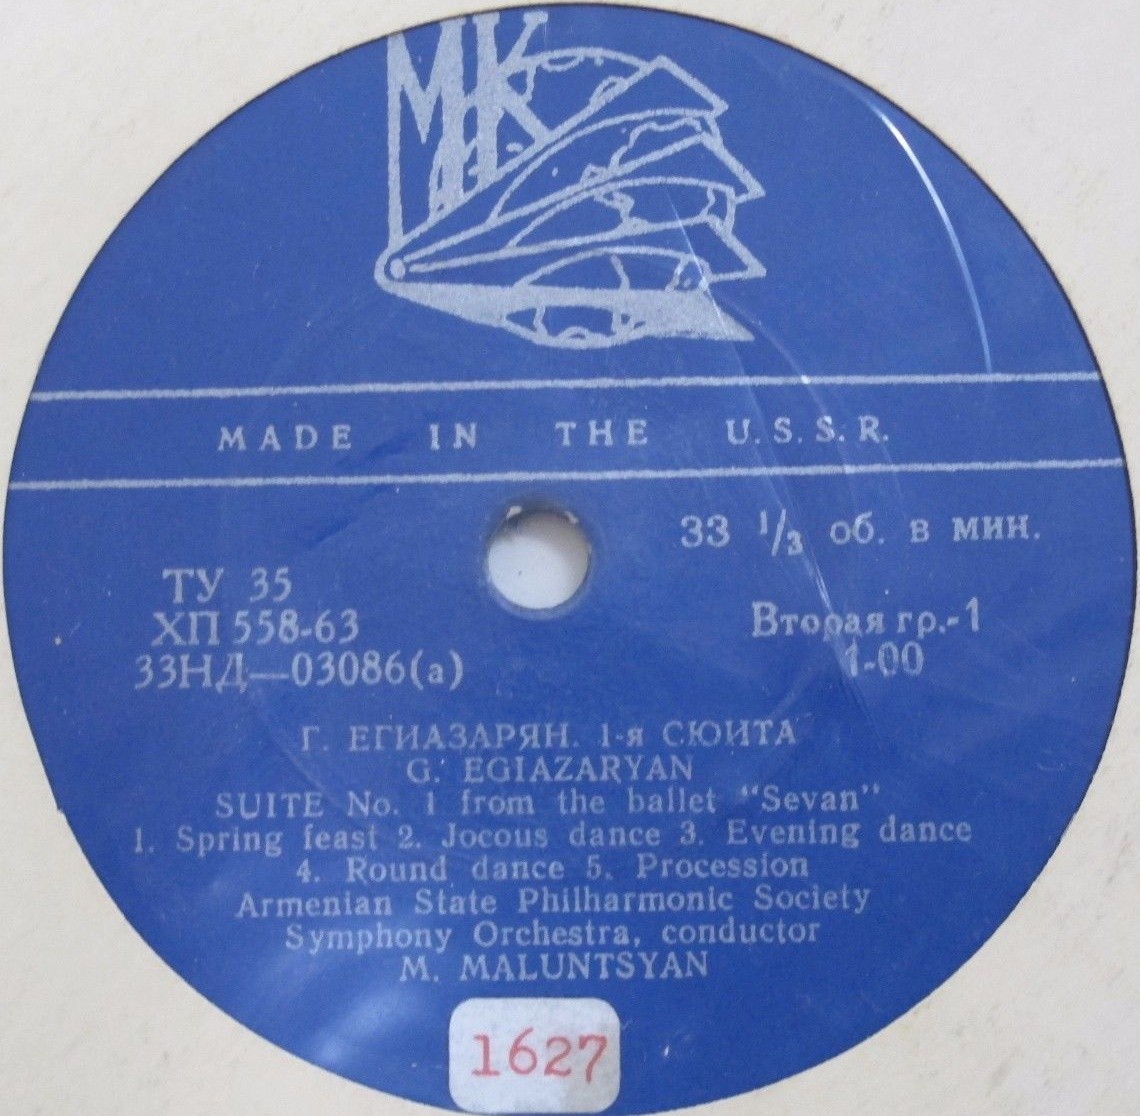 МК
MADE IN THE U.S.S.R.
33 1/3 об. в мин.
ТУ 35
ХП 558-63
33НД—03086(а)
Вторая гр.-1
1-00
Г. ЕГИАЗАРЯН. 1-я СЮИТА
G. EGIAZARYAN
SUITE No. 1 from the ballet "Sevan"
1. Spring feast 2. Jocous dance 3. Evening dance
4. Round dance 5. Procession
Armenian State Philharmonic Society
Symphony Orchestra, conductor
M. MALUNTSYAN
1627